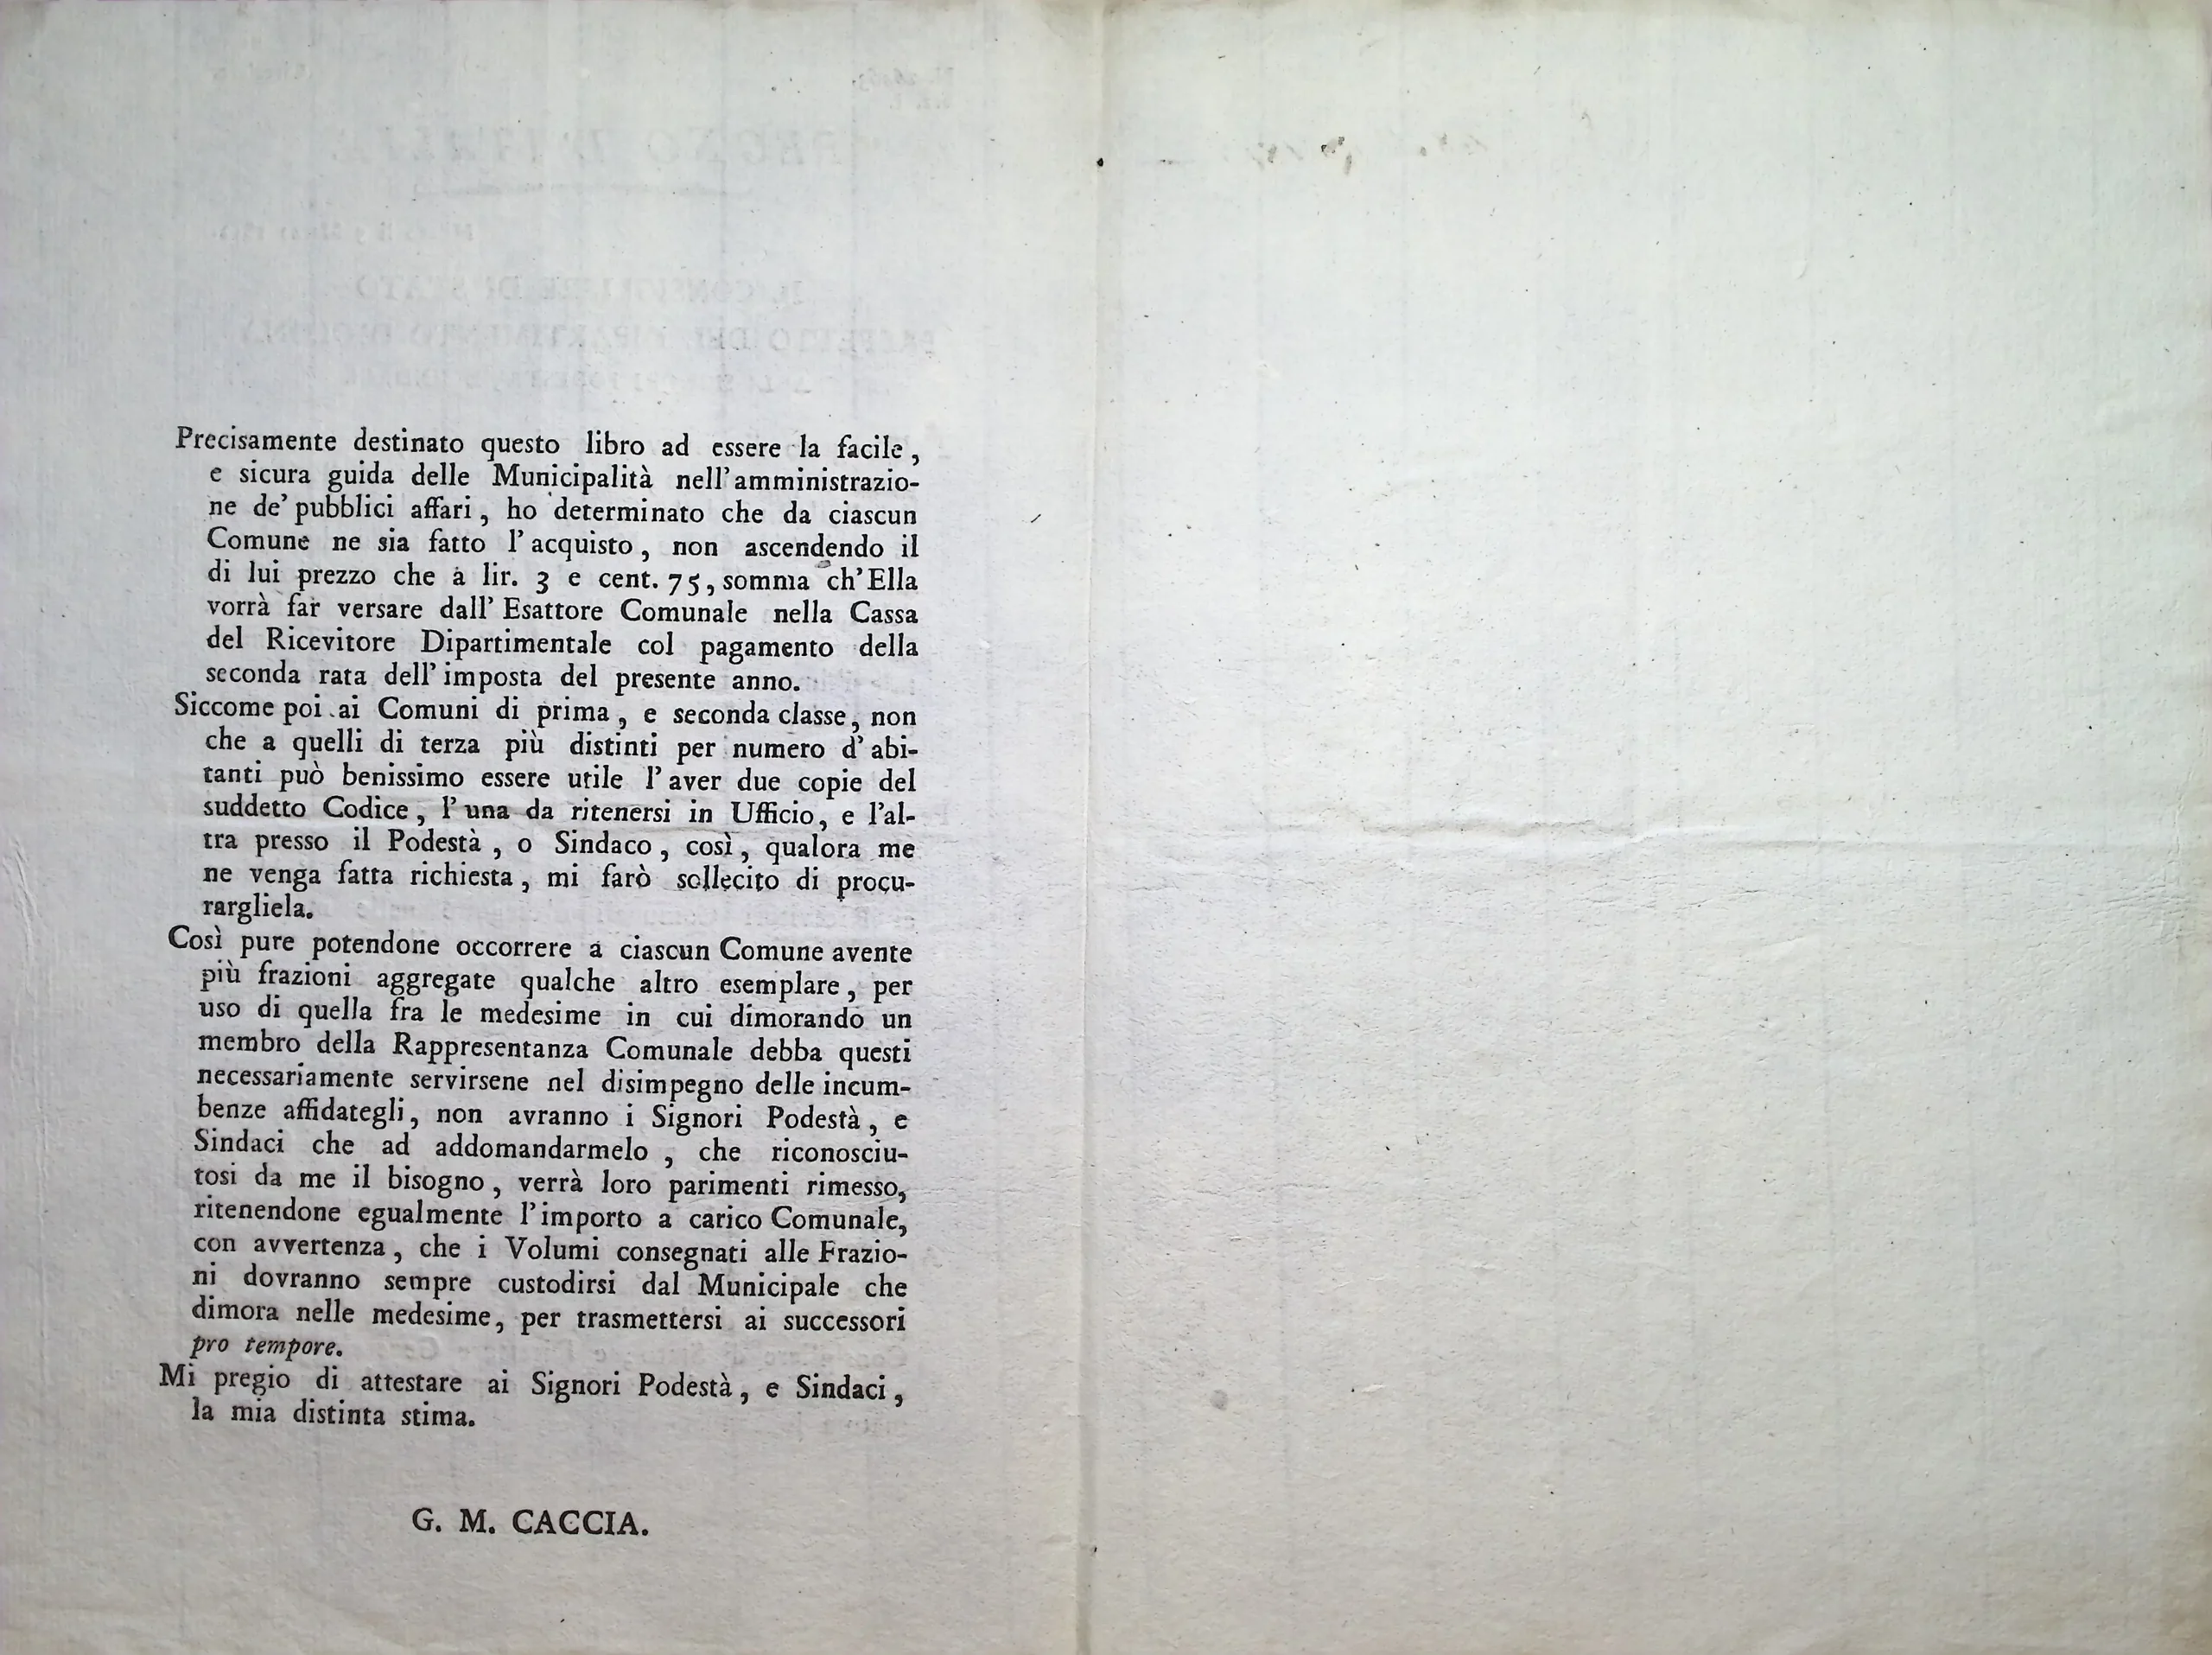 Precisamente destinato questo libro ad essere la facile,
e sicura guida delle Municipalità nell'amministrazio-
ne de' pubblici affari, ho determinato che da ciascun
Comune ne sia fatto l'acquisto, non ascendendo il
di lui prezzo che a lir. 3 e cent. 75, somma ch'Ella
vorrà far versare dall' Esattore Comunale nella Cassa
del Ricevitore Dipartimentale col pagamento della
seconda rata dell' imposta del presente anno.
Siccome poi ai Comuni di prima, e seconda classe, non
che a quelli di terza più distinti per numero d' abi-
tanti può benissimo essere utile l' aver due copie del
suddetto Codice, l' una da ritenersi in Ufficio, e l'al-
tra presso il Podestà, o Sindaco, così, qualora me
ne venga fatta richiesta, mi farò sollecito di procu-
rargliela.
Così pure potendone occorrere a ciascun Comune avente
più frazioni aggregate qualche altro esemplare, per
uso di quella fra le medesime in cui dimorando un
membro della Rappresentanza Comunale debba questi
necessariamente servirsene nel disimpegno delle incum-
benze affidategli, non avranno i Signori Podestà, e
Sindaci che ad addomandarmelo, che riconosciu-
tosi da me il bisogno, verrà loro parimenti rimesso,
ritenendone egualmente l' importo a carico Comunale,
con avvertenza, che i Volumi consegnati alle Frazio-
ni dovranno sempre custodirsi dal Municipale che
dimora nelle medesime, per trasmettersi ai successori
pro tempore.
Mi pregio di attestare ai Signori Podestà, e Sindaci,
la mia distinta stima.
G. M. CACCIA.